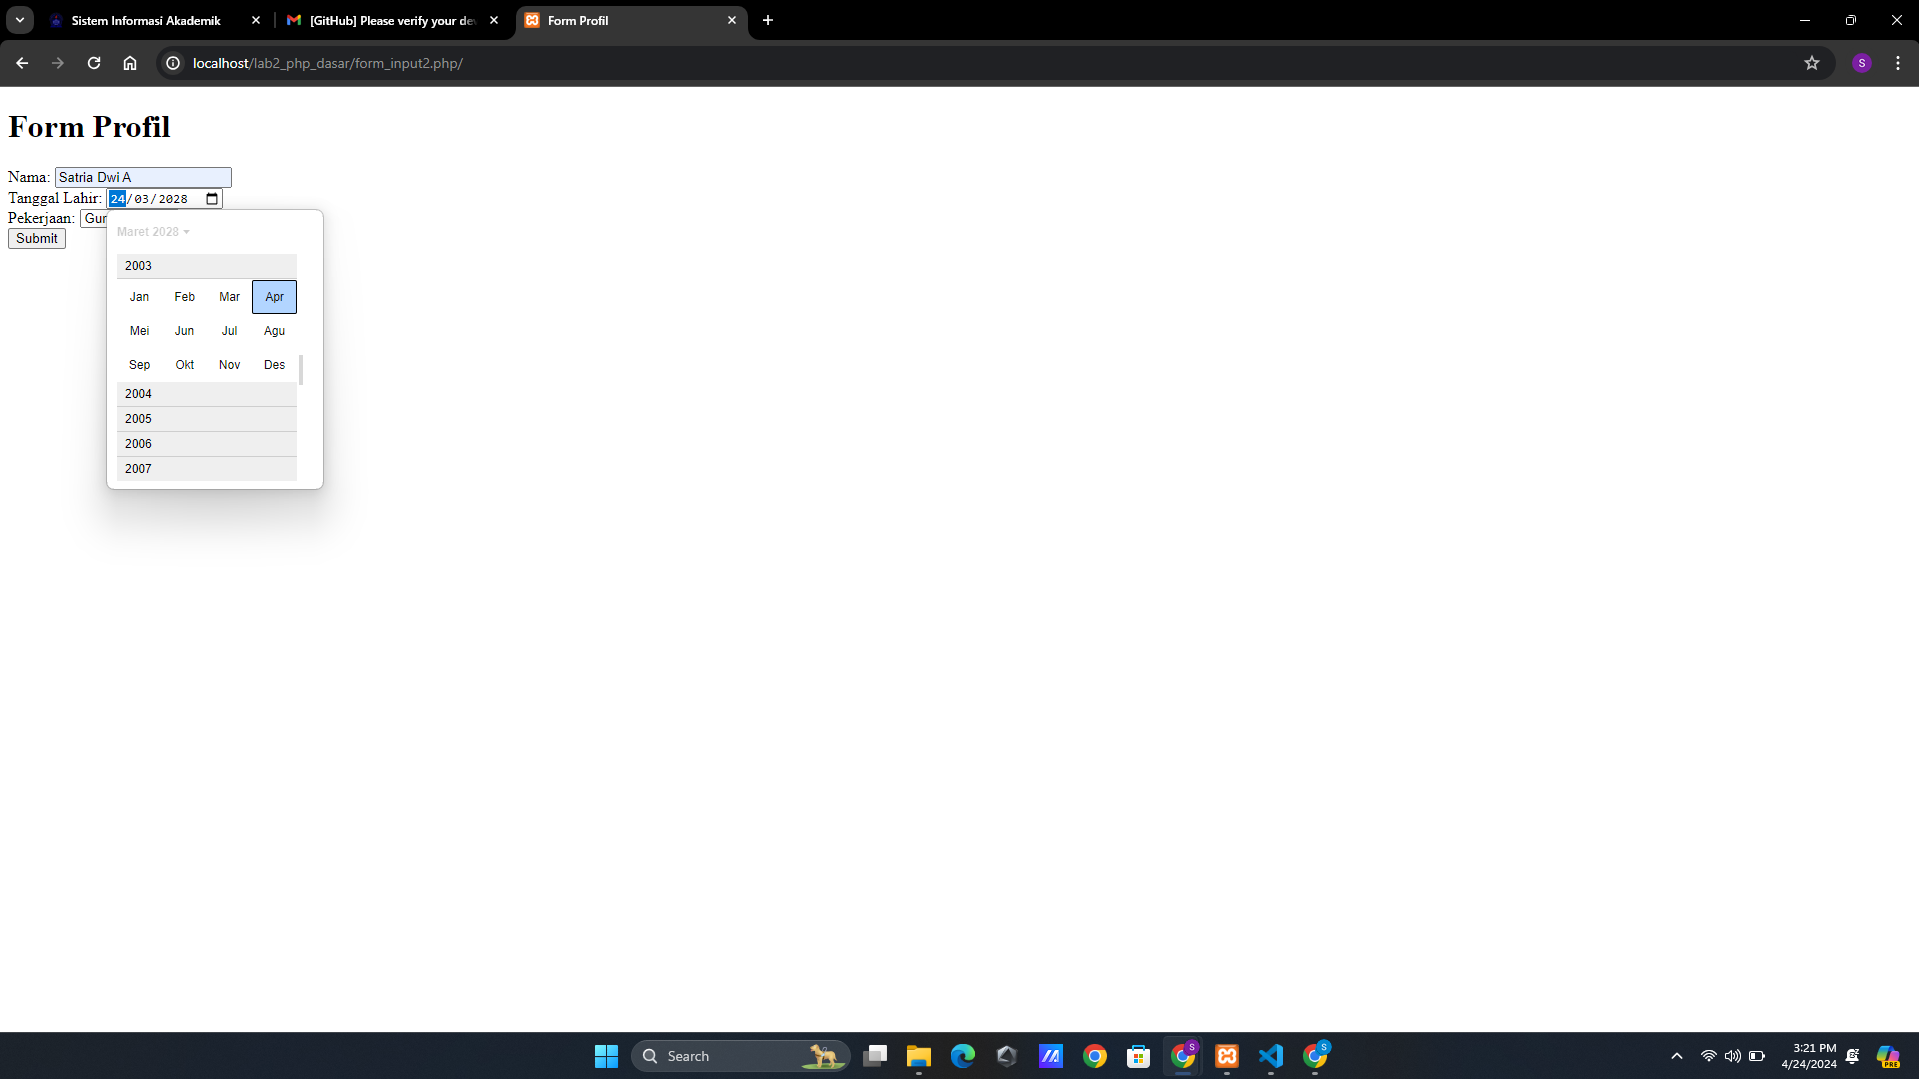 Sistem Informasi Akademik
[GitHub] Please verify your dev
Form Profil
localhost/lab2_php_dasar/form_input2.php/
S
Form Profil
Nama: Satria Dwi A
Tanggal Lahir: 24/03/2028
Pekerjaan: Gur
Submit
Maret 2028
2003
Jan Feb Mar Apr
Mei Jun Jul Agu
Sep Okt Nov Des
2004
2005
2006
2007
Search
S
S
3:21 PM
4/24/2024
PRE